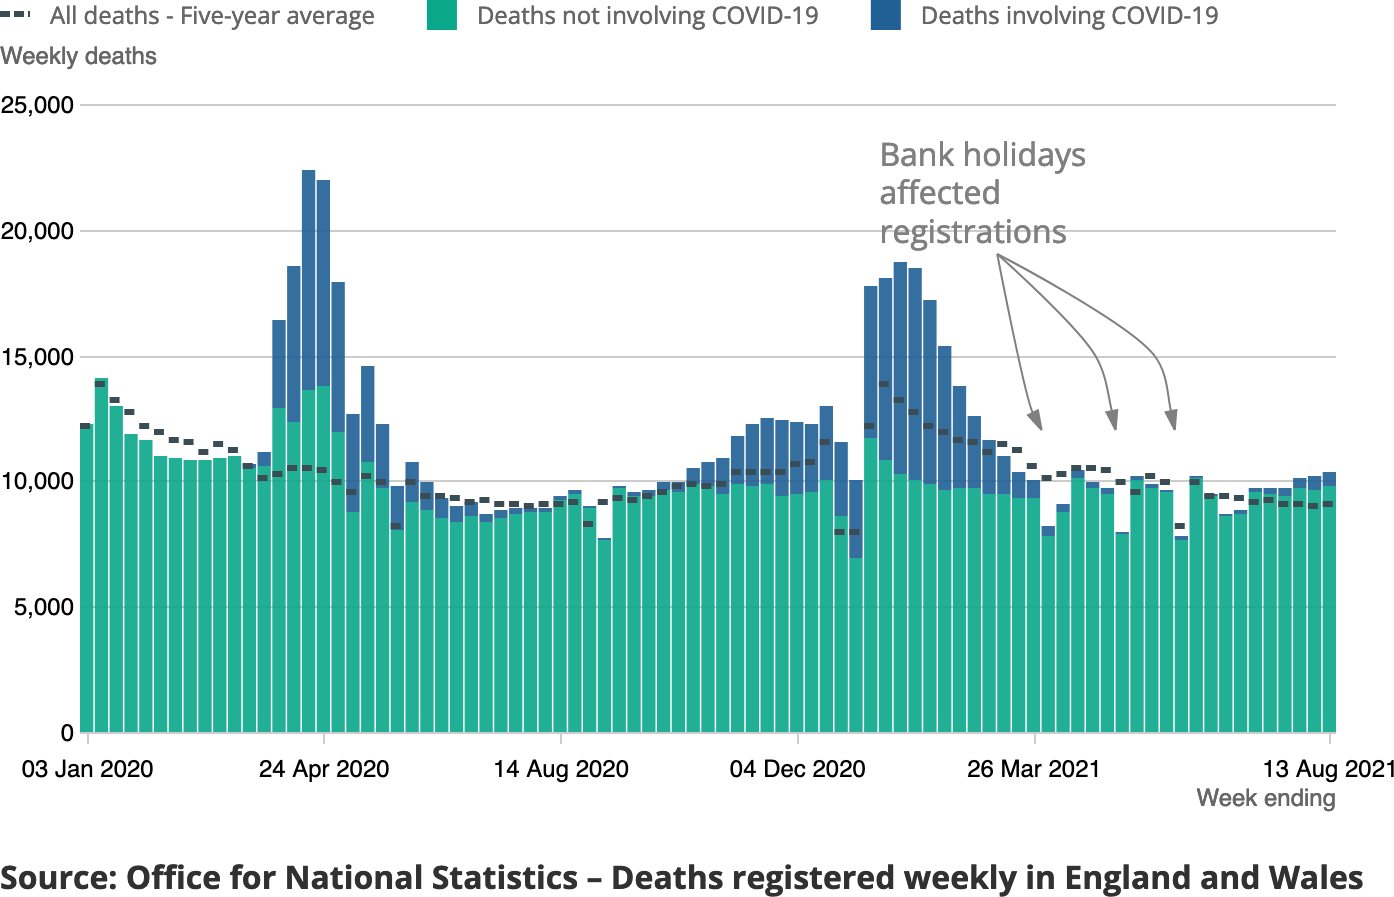 All deaths - Five-year average
Deaths not involving COVID-19
Deaths involving COVID-19
Weekly deaths
25,000
Bank holidays
affected
registrations
20,000
15,000
10,000
5,000
0
03 Jan 2020
24 Apr 2020
14 Aug 2020
04 Dec 2020
26 Mar 2021
13 Aug 2021
Week ending
Source: Office for National Statistics – Deaths registered weekly in England and Wales